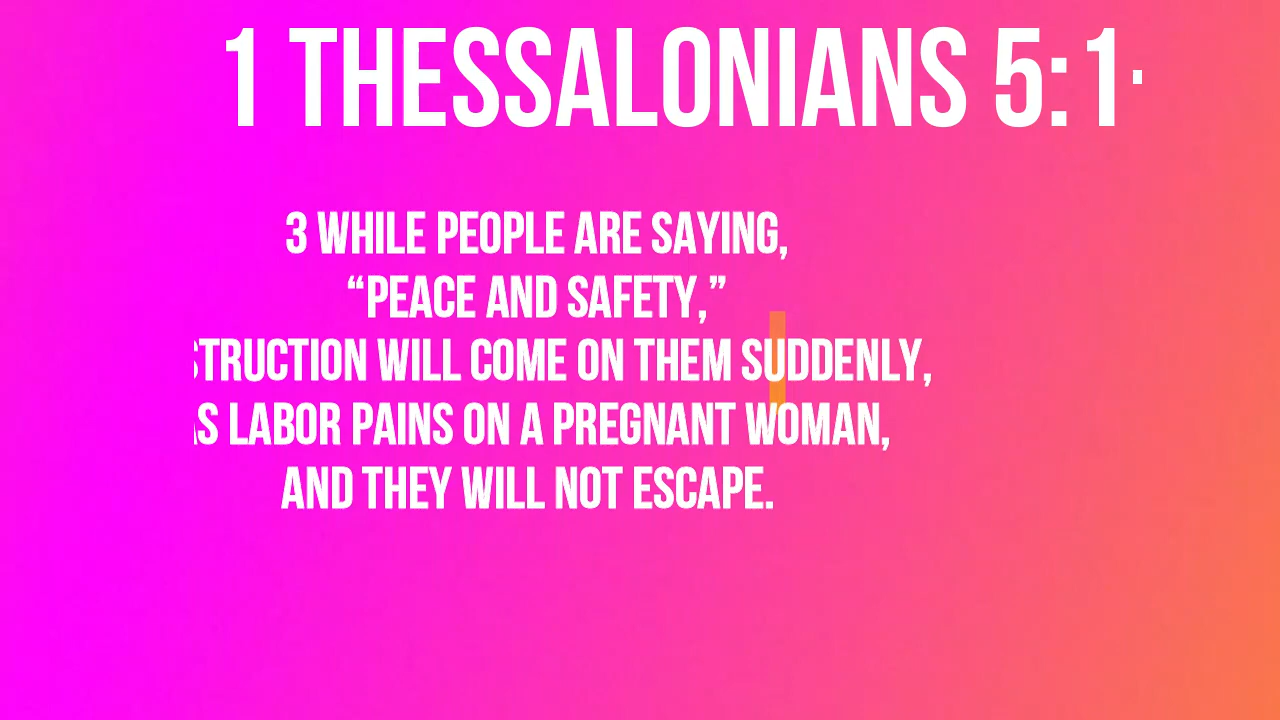 1 THESSALONIANS 5:1
3 WHILE PEOPLE ARE SAYING,
“PEACE AND SAFETY,”
STRUCTION WILL COME ON THEM SUDDENLY,
AS LABOR PAINS ON A PREGNANT WOMAN,
AND THEY WILL NOT ESCAPE.